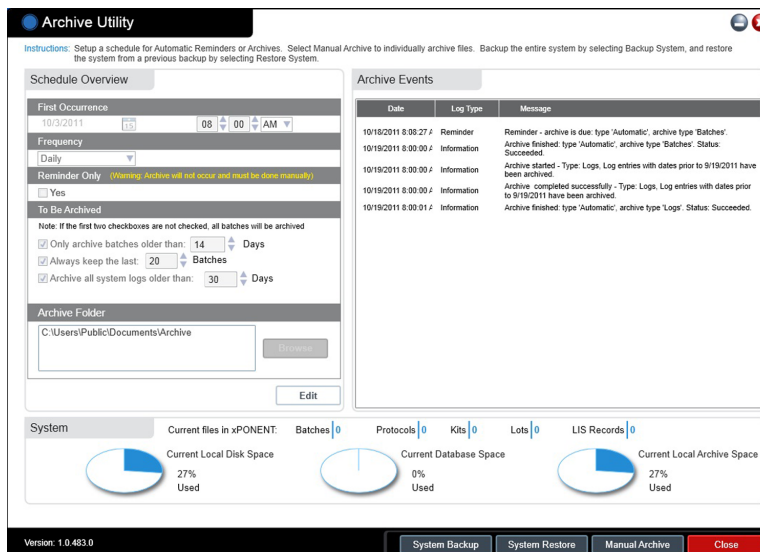 Archive Utility
Instructions: Setup a schedule for Automatic Reminders or Archives. Select Manual Archive to individually archive files. Backup the entire system by selecting Backup System, and restore
the system from a previous backup by selecting Restore System.
Schedule Overview
First Occurrence
10/3/2011 15 08 00 AM
Frequency
Daily
Reminder Only (Warning: Archive will not occur and must be done manually)
Yes
To Be Archived
Note: If the first two checkboxes are not checked, all batches will be archived
Only archive batches older than: 14 Days
Always keep the last: 20 Batches
Archive all system logs older than: 30 Days
Archive Folder
C:\Users\Public\Documents\Archive
Browse
Edit
Archive Events
Date Log Type Message
10/18/2011 8:08:27 A Reminder Reminder - archive is due: type 'Automatic', archive type 'Batches'.
10/19/2011 8:00:00 A Information Archive finished: type 'Automatic', archive type 'Batches'. Status:
Succeeded.
10/19/2011 8:00:00 A Information Archive started - Type: Logs, Log entries with dates prior to 9/19/2011 have
been archived.
10/19/2011 8:00:00 A Information Archive completed successfully - Type: Logs, Log entries with dates prior
to 9/19/2011 have been archived.
10/19/2011 8:00:01 A Information Archive finished: type 'Automatic', archive type 'Logs'. Status: Succeeded.
System
Current files in xPONENT: Batches 0 Protocols 0 Kits 0 Lots 0 LIS Records 0
Current Local Disk Space
27%
Used
Current Database Space
0%
Used
Current Local Archive Space
27%
Used
Version: 1.0.483.0
System Backup System Restore Manual Archive Close